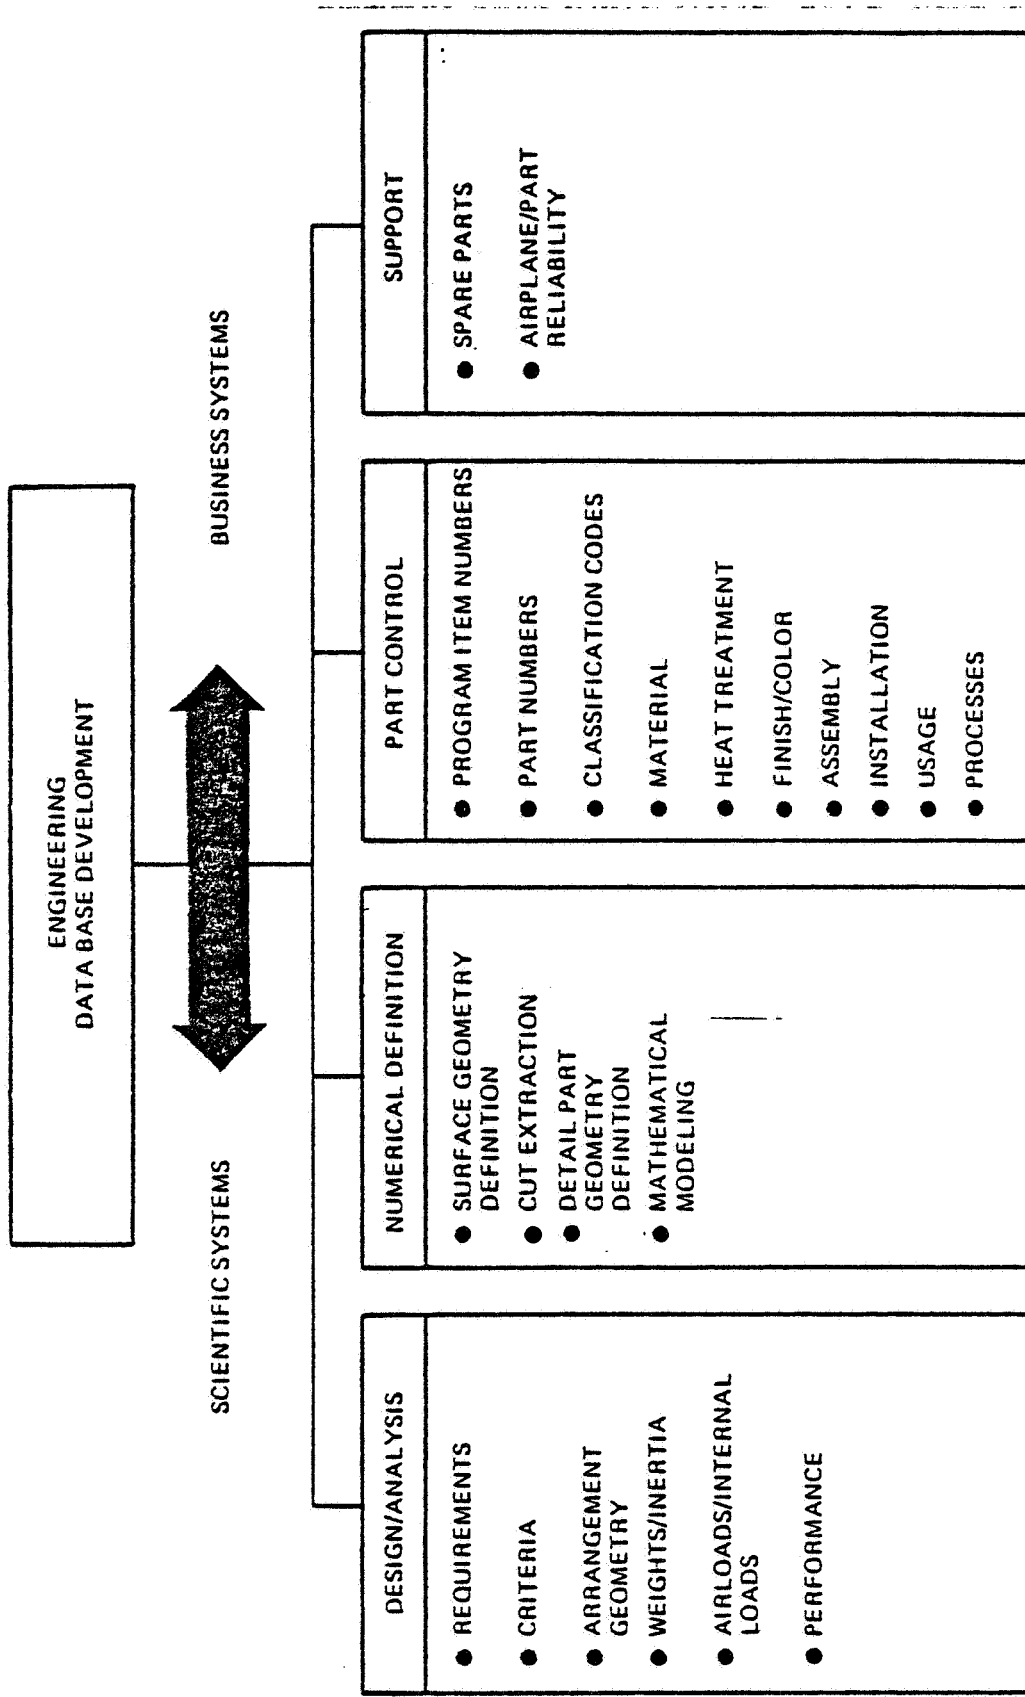 ENGINEERING
DATA BASE DEVELOPMENT
SCIENTIFIC SYSTEMS
BUSINESS SYSTEMS
DESIGN/ANALYSIS
● REQUIREMENTS
● CRITERIA
● ARRANGEMENT
GEOMETRY
● WEIGHTS/INERTIA
● AIRLOADS/INTERNAL
LOADS
● PERFORMANCE
NUMERICAL DEFINITION
● SURFACE GEOMETRY
DEFINITION
● CUT EXTRACTION
● DETAIL PART
GEOMETRY
DEFINITION
● MATHEMATICAL
MODELING
PART CONTROL
● PROGRAM ITEM NUMBERS
● PART NUMBERS
● CLASSIFICATION CODES
● MATERIAL
● HEAT TREATMENT
● FINISH/COLOR
● ASSEMBLY
● INSTALLATION
● USAGE
● PROCESSES
SUPPORT
● SPARE PARTS
● AIRPLANE/PART
RELIABILITY